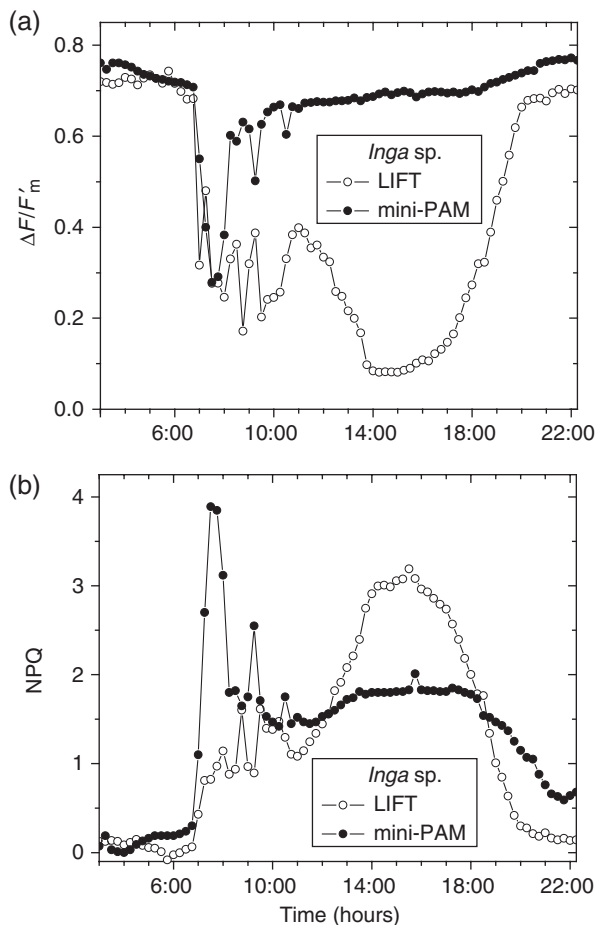 (a)
0.8
0.6
0.4
0.2
0.0
ΔF/F′m
Inga sp.
LIFT
mini-PAM
6:00 10:00 14:00 18:00 22:00
(b)
4
3
2
1
0
NPQ
Inga sp.
LIFT
mini-PAM
6:00 10:00 14:00 18:00 22:00
Time (hours)